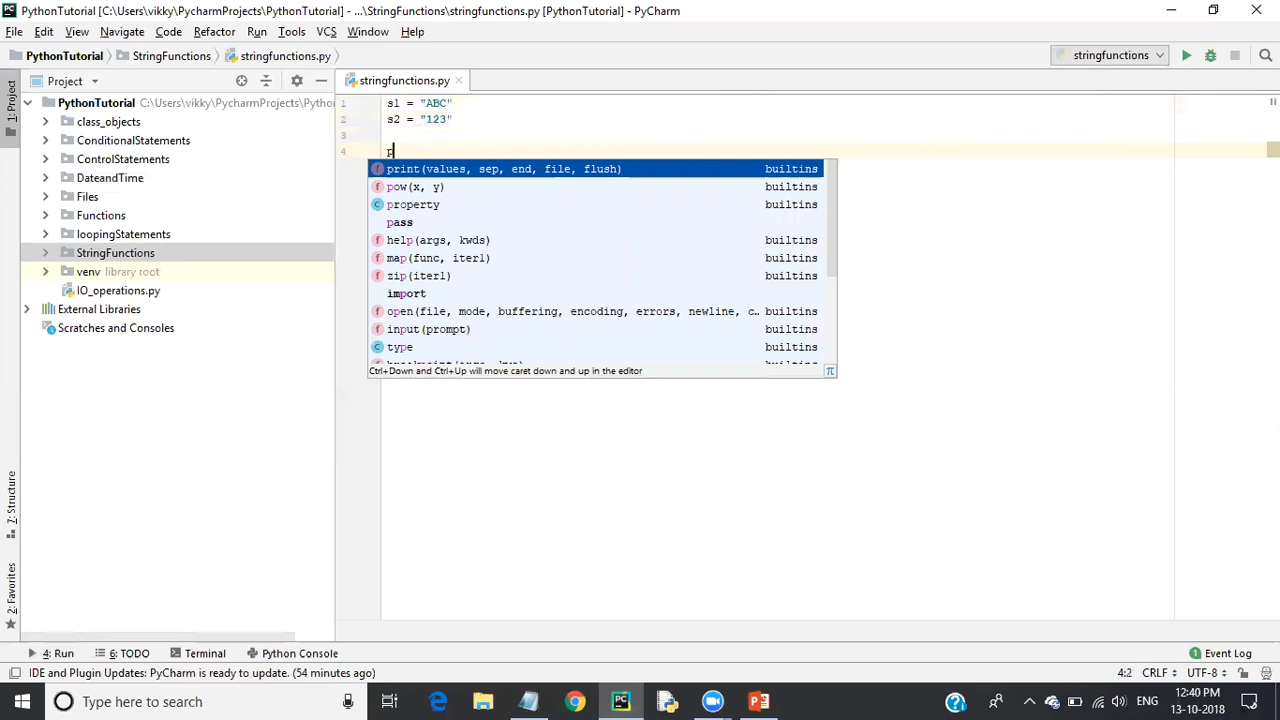 PythonTutorial [C:\Users\vikky\PycharmProjects\PythonTutorial] - ...\StringFunctions\stringfunctions.py [PythonTutorial] - PyCharm
File Edit View Navigate Code Refactor Run Tools VCS Window Help
PythonTutorial StringFunctions stringfunctions.py stringfunctions
1: Project
Project
stringfunctions.py
PythonTutorial C:\Users\vikky\PycharmProjects\Pytho
class_objects
ConditionalStatements
ControlStatements
DateandTime
Files
Functions
loopingStatements
StringFunctions
venv library root
IO_operations.py
External Libraries
Scratches and Consoles
1 s1 = "ABC"
2 s2 = "123"
3
4 p
print(values, sep, end, file, flush) builtins
pow(x, y) builtins
property builtins
pass
help(args, kwds) builtins
map(func, iter1) builtins
zip(iter1) builtins
import
open(file, mode, buffering, encoding, errors, newline, c… builtins
input(prompt) builtins
type builtins
Ctrl+Down and Ctrl+Up will move caret down and up in the editor π
7: Structure
2: Favorites
4: Run 6: TODO Terminal Python Console 1 Event Log
IDE and Plugin Updates: PyCharm is ready to update. (54 minutes ago) 4:2 CRLF UTF-8
Type here to search
ENG
12:40 PM
13-10-2018